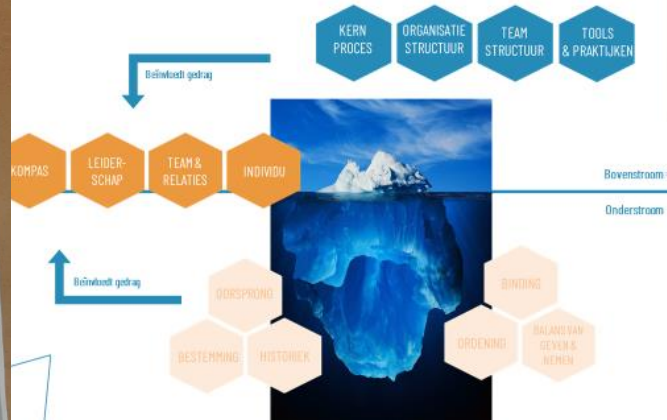 KERN
PROCES
ORGANISATIE
STRUCTUUR
TEAM
STRUCTUUR
TOOLS
& PRAKTIJKEN
Beïnvloedt gedrag
KOMPAS
LEIDER-
SCHAP
TEAM &
RELATIES
INDIVIDU
Bovenstroom
Onderstroom
Beïnvloedt gedrag
OORSPRONG
BESTEMMING
HISTORIEK
BINDING
ORDENING
BALANS VAN
GEVEN &
NEMEN